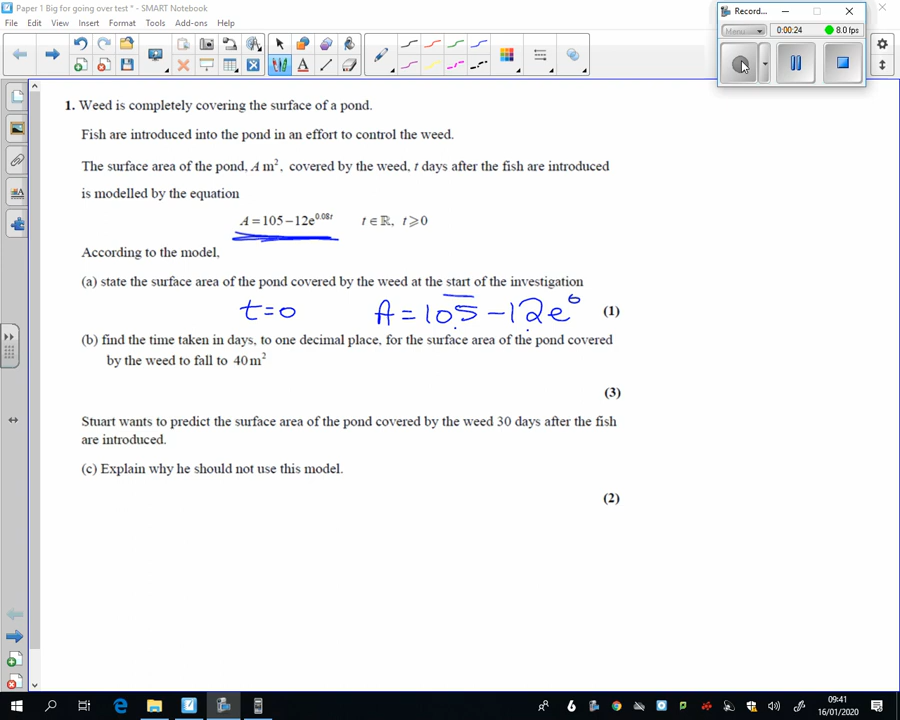 Paper 1 Big for going over test * - SMART Notebook
Recor...
File Edit View Insert Format Tools Add-ons Help
Menu 0:00:24 8.0 fps
1. Weed is completely covering the surface of a pond.
Fish are introduced into the pond in an effort to control the weed.
The surface area of the pond, A m², covered by the weed, t days after the fish are introduced
is modelled by the equation
A = 105 − 12e^0.08t t ∈ ℝ, t ⩾ 0
According to the model,
(a) state the surface area of the pond covered by the weed at the start of the investigation
t = 0 A = 105 − 12e^0 (1)
(b) find the time taken in days, to one decimal place, for the surface area of the pond covered
by the weed to fall to 40 m²
(3)
Stuart wants to predict the surface area of the pond covered by the weed 30 days after the fish
are introduced.
(c) Explain why he should not use this model.
(2)
09:41
16/01/2020